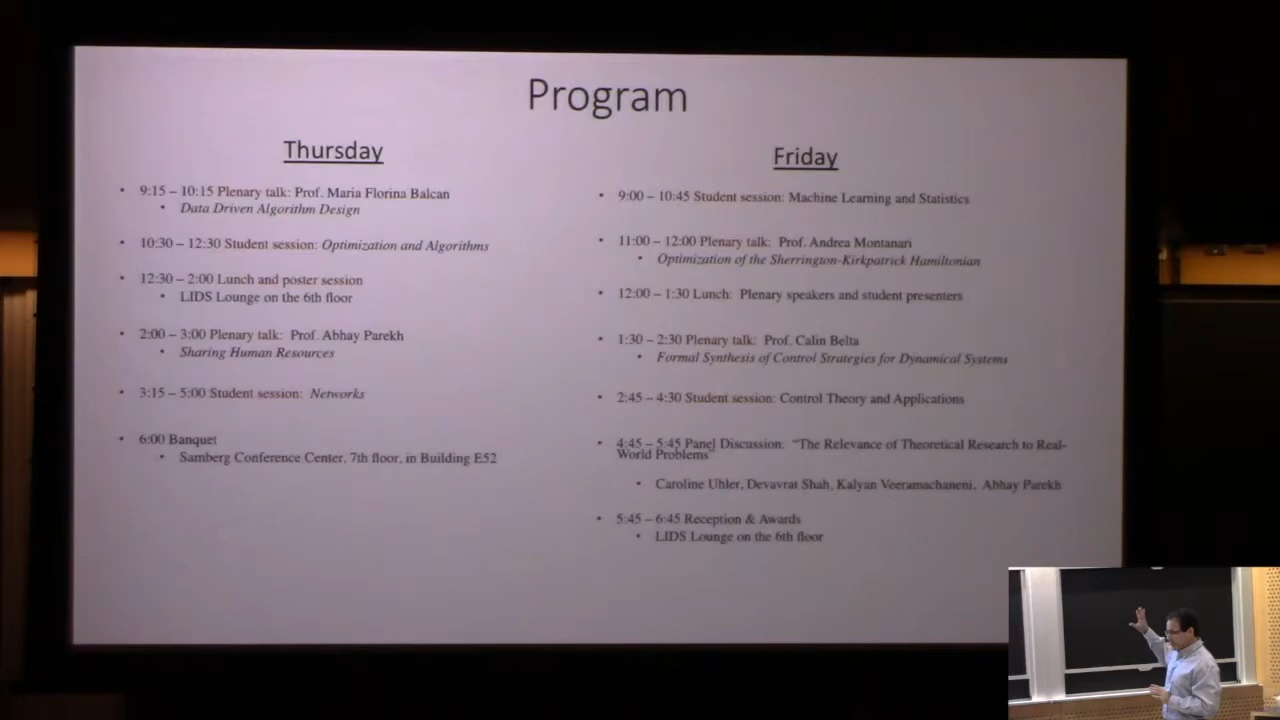 Program
Thursday
• 9:15 – 10:15 Plenary talk: Prof. Maria Florina Balcan
• Data Driven Algorithm Design
• 10:30 – 12:30 Student session: Optimization and Algorithms
• 12:30 – 2:00 Lunch and poster session
• LIDS Lounge on the 6th floor
• 2:00 – 3:00 Plenary talk: Prof. Abhay Parekh
• Sharing Human Resources
• 3:15 – 5:00 Student session: Networks
• 6:00 Banquet
• Samberg Conference Center, 7th floor, in Building E52
Friday
• 9:00 – 10:45 Student session: Machine Learning and Statistics
• 11:00 – 12:00 Plenary talk: Prof. Andrea Montanari
• Optimization of the Sherrington-Kirkpatrick Hamiltonian
• 12:00 – 1:30 Lunch: Plenary speakers and student presenters
• 1:30 – 2:30 Plenary talk: Prof. Calin Belta
• Formal Synthesis of Control Strategies for Dynamical Systems
• 2:45 – 4:30 Student session: Control Theory and Applications
• 4:45 – 5:45 Panel Discussion: “The Relevance of Theoretical Research to Real-
World Problems”
• Caroline Uhler, Devavrat Shah, Kalyan Veeramachaneni, Abhay Parekh
• 5:45 – 6:45 Reception & Awards
• LIDS Lounge on the 6th floor